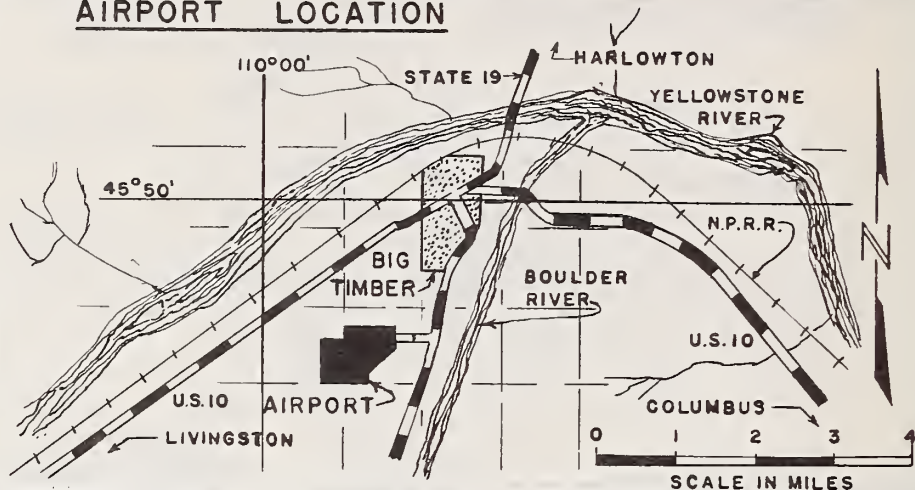 AIRPORT LOCATION
HARLOWTON
110°00'
STATE 19
YELLOWSTONE
RIVER
45°50'
N.P.R.R.
N
BIG
TIMBER
BOULDER
RIVER
U.S. 10
U.S. 10
AIRPORT
COLUMBUS
LIVINGSTON
0 1 2 3 4
SCALE IN MILES